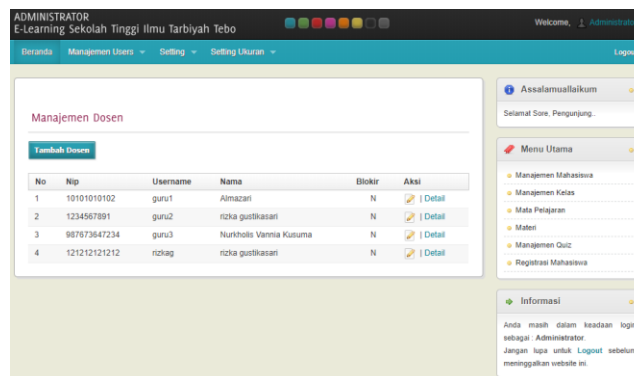 ADMINISTRATOR
E-Learning Sekolah Tinggi Ilmu Tarbiyah Tebo
Welcome, Administrator
Beranda Manajemen Users Setting Setting Ukuran Logout
Manajemen Dosen
Tambah Dosen
No Nip Username Nama Blokir Aksi
1 10101010102 guru1 Almazari N | Detail
2 1234567891 guru2 rizka gustikasari N | Detail
3 987673647234 guru3 Nurkholis Vannia Kusuma N | Detail
4 121212121212 rizkag rizka gustikasari N | Detail
Assalamuallaikum
Selamat Sore, Pengunjung..
Menu Utama
Manajemen Mahasiswa
Manajemen Kelas
Mata Pelajaran
Materi
Manajemen Quiz
Registrasi Mahasiswa
Informasi
Anda masih dalam keadaan login
sebagai : Administrator.
Jangan lupa untuk Logout sebelum
meninggalkan website ini.